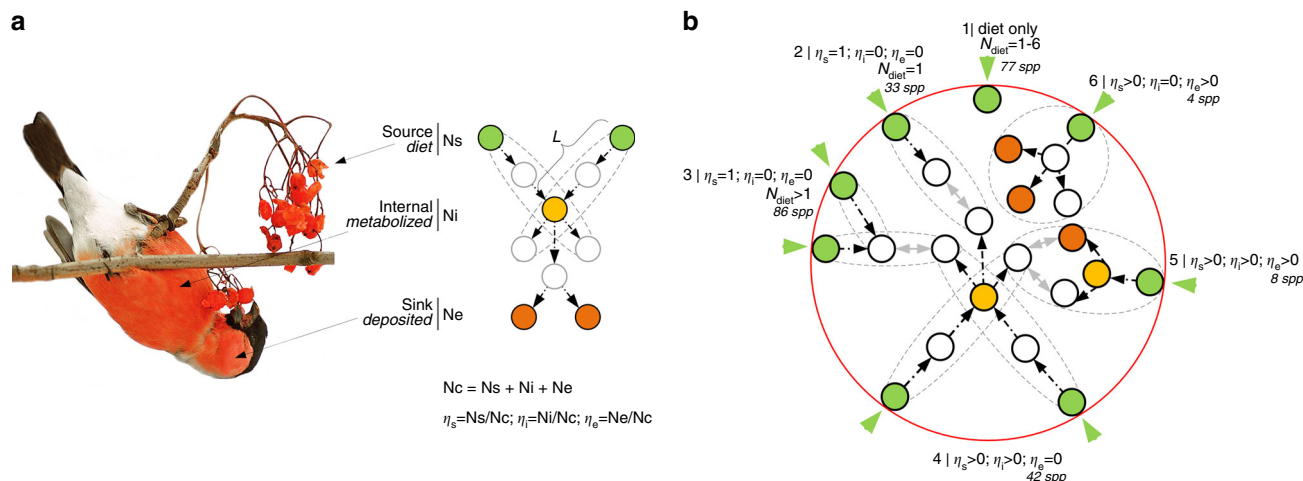 a
Source
diet
Ns
Internal
metabolized
Ni
Sink
deposited
Ne
L
Nc = Ns + Ni + Ne
ηs=Ns/Nc; ηi=Ni/Nc; ηe=Ne/Nc
b
1| diet only
Ndiet=1-6
77 spp
2 | ηs=1; ηi=0; ηe=0
Ndiet=1
33 spp
6 | ηs>0; ηi=0; ηe>0
4 spp
3 | ηs=1; ηi=0; ηe=0
Ndiet>1
86 spp
5 | ηs>0; ηi>0; ηe>0
8 spp
4 | ηs>0; ηi>0; ηe=0
42 spp